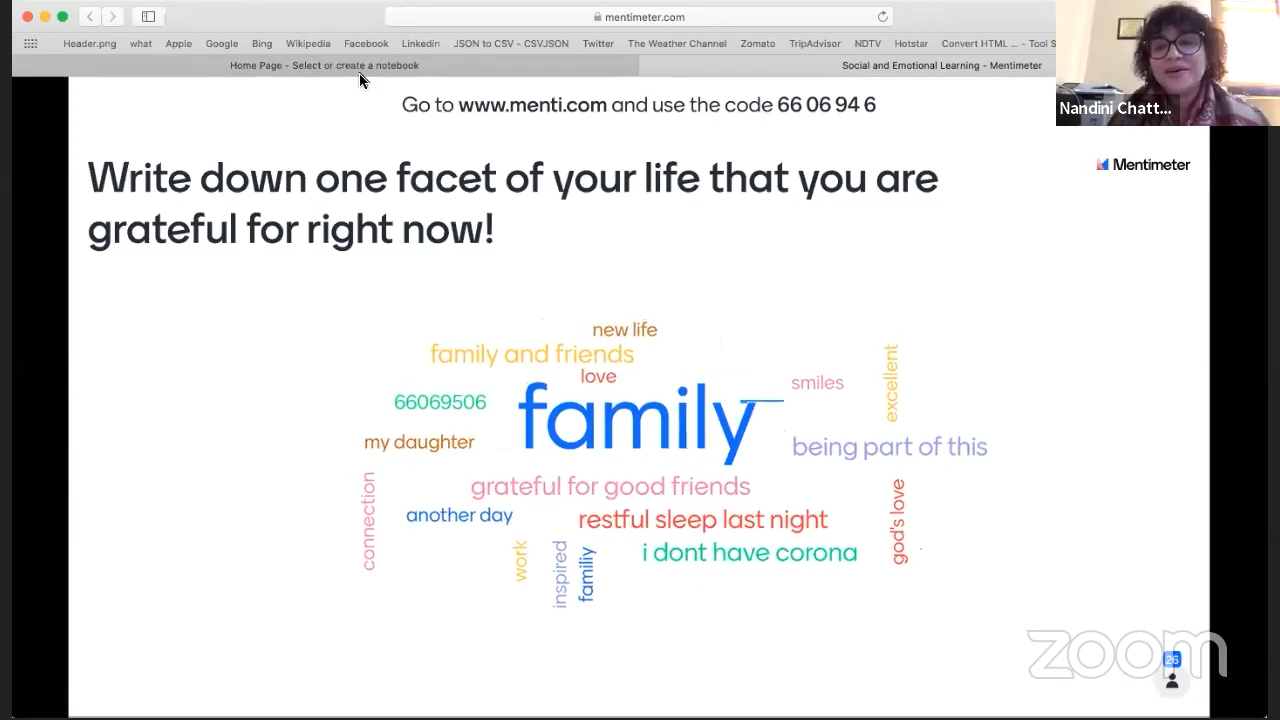 mentimeter.com
Header.png what Apple Google Bing Wikipedia Facebook Linkedin JSON to CSV - CSVJSON Twitter The Weather Channel Zomato TripAdvisor NDTV Hotstar Convert HTML ... - Tool S
Home Page - Select or create a notebook
Social and Emotional Learning - Mentimeter
Nandini Chatt...
Go to www.menti.com and use the code 66 06 94 6
Mentimeter
Write down one facet of your life that you are
grateful for right now!
new life
family and friends
love
smiles
excellent
66069506
family
my daughter
being part of this
connection
grateful for good friends
another day
restful sleep last night
god's love
work
inspired
familiy
i dont have corona
zoom
26